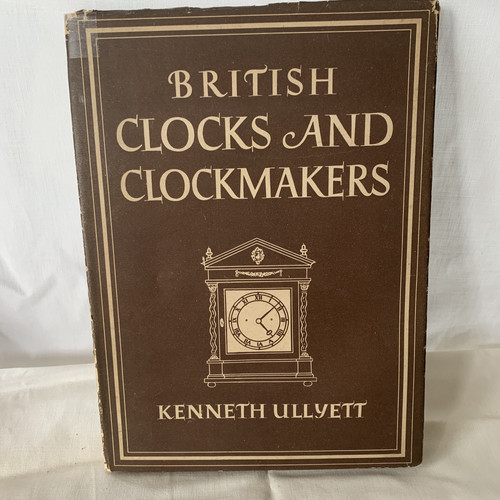 BRITISH
CLOCKS AND
CLOCKMAKERS
KENNETH ULLYETT